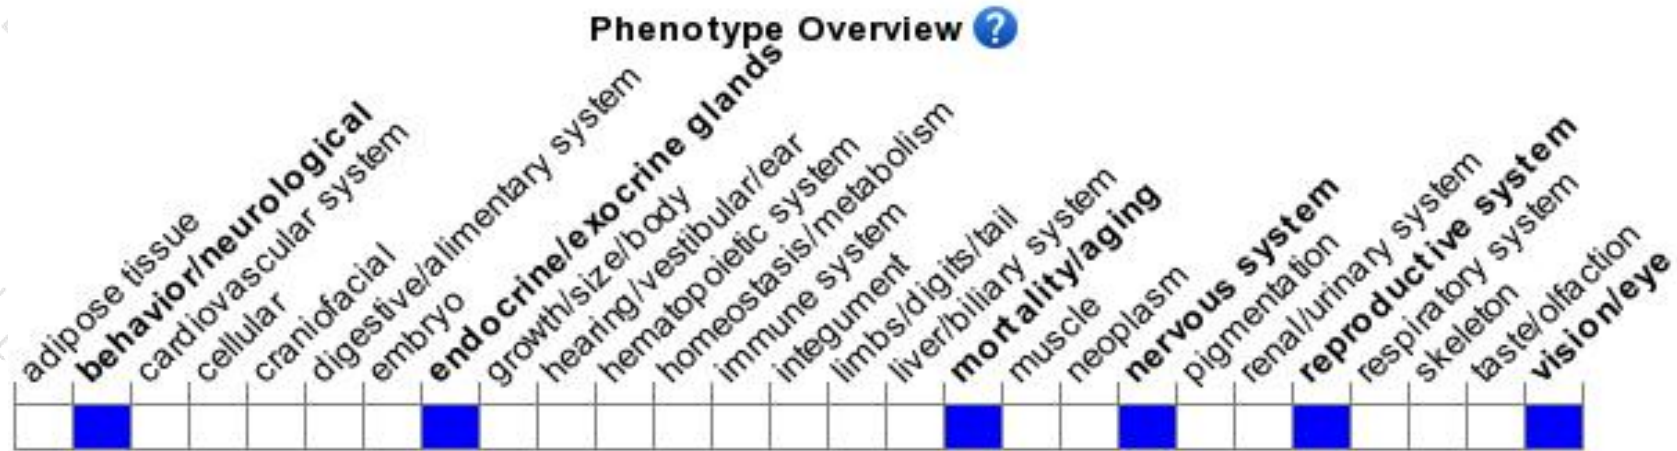 Phenotype Overview ?
adipose tissue
behavior/neurological
cardiovascular system
cellular
craniofacial
digestive/alimentary system
embryo
endocrine/exocrine glands
growth/size/body
hearing/vestibular/ear
hematopoietic system
homeostasis/metabolism
immune system
integument
limbs/digits/tail
liver/biliary system
mortality/aging
muscle
neoplasm
nervous system
pigmentation
renal/urinary system
reproductive system
respiratory system
skeleton
taste/olfaction
vision/eye